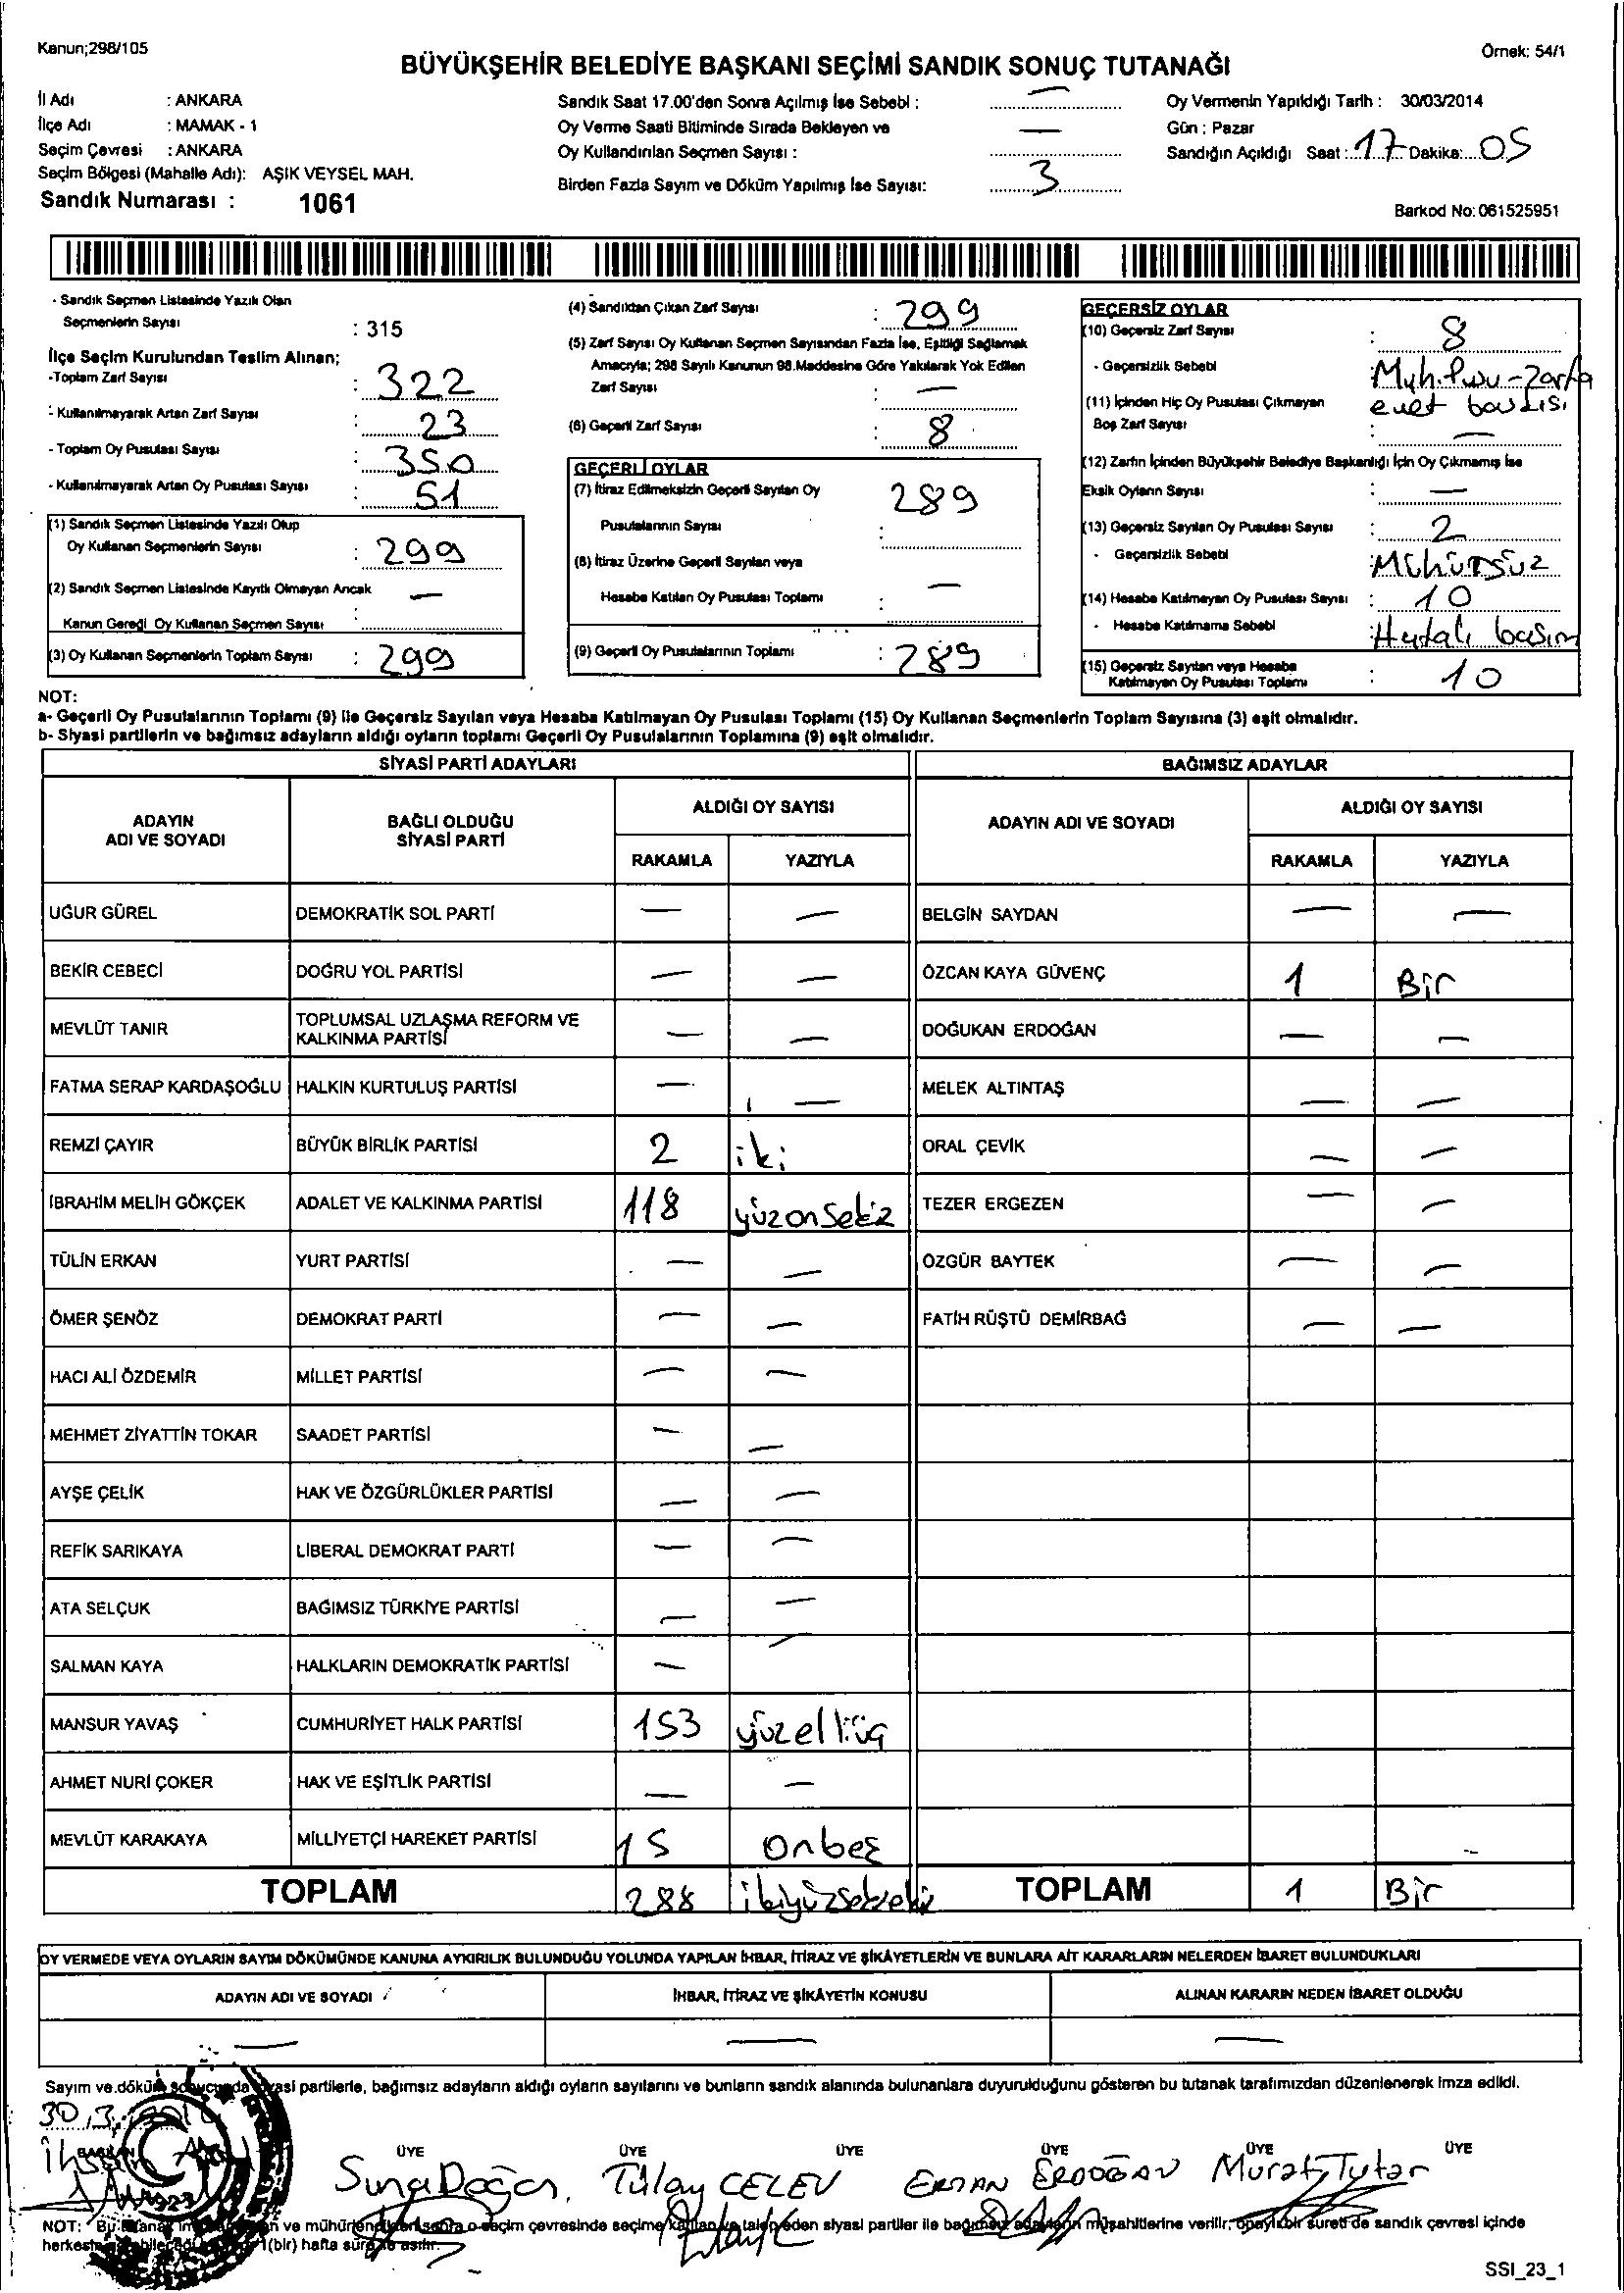 Kanun;298/105
Örnek: 54/1
BÜYÜKŞEHİR BELEDİYE BAŞKANI SEÇİMİ SANDIK SONUÇ TUTANAĞI
İl Adı : ANKARA
İlçe Adı : MAMAK - 1
Seçim Çevresi : ANKARA
Seçim Bölgesi (Mahalle Adı): AŞIK VEYSEL MAH.
Sandık Numarası : 1061
Sandık Saat 17.00'den Sonra Açılmış İse Sebebi : —
Oy Verme Saati Bitiminde Sırada Bekleyen ve
Oy Kullandırılan Seçmen Sayısı : —
Birden Fazla Sayım ve Döküm Yapılmış İse Sayısı: 3
Oy Vermenin Yapıldığı Tarih : 30/03/2014
Gün : Pazar
Sandığın Açıldığı Saat : 17 Dakika: 05
Barkod No: 061525951
- Sandık Seçmen Listesinde Yazılı Olan
Seçmenlerin Sayısı : 315
İlçe Seçim Kurulundan Teslim Alınan;
-Toplam Zarf Sayısı : 322
- Kullanılmayarak Artan Zarf Sayısı : 23
- Toplam Oy Pusulası Sayısı : 350
- Kullanılmayarak Artan Oy Pusulası Sayısı : 51
(1) Sandık Seçmen Listesinde Yazılı Olup
Oy Kullanan Seçmenlerin Sayısı : 299
(2) Sandık Seçmen Listesinde Kayıtlı Olmayan Ancak
Kanun Gereği Oy Kullanan Seçmen Sayısı : —
(3) Oy Kullanan Seçmenlerin Toplam Sayısı : 299
(4) Sandıktan Çıkan Zarf Sayısı : 299
(5) Zarf Sayısı Oy Kullanan Seçmen Sayısından Fazla İse, Eşitliği Sağlamak
Amacıyla; 298 Sayılı Kanunun 98.Maddesine Göre Yakılarak Yok Edilen
Zarf Sayısı : —
(6) Geçerli Zarf Sayısı : 8
GEÇERLİ OYLAR
(7) İtiraz Edilmeksizin Geçerli Sayılan Oy
Pusulalarının Sayısı : 289
(8) İtiraz Üzerine Geçerli Sayılan veya
Hesaba Katılan Oy Pusulası Toplamı : —
(9) Geçerli Oy Pusulalarının Toplamı : 289
GEÇERSİZ OYLAR
(10) Geçersiz Zarf Sayısı : 8
- Geçersizlik Sebebi : zarfa
evet baskısı
(11) İçinden Hiç Oy Pusulası Çıkmayan
Boş Zarf Sayısı : —
(12) Zarfın İçinden Büyükşehir Belediye Başkanlığı İçin Oy Çıkmamış İse
Eksik Oyların Sayısı : —
(13) Geçersiz Sayılan Oy Pusulası Sayısı : 2
- Geçersizlik Sebebi : Mühürsüz
(14) Hesaba Katılmayan Oy Pusulası Sayısı : 10
- Hesaba Katılmama Sebebi : Hatalı basım
(15) Geçersiz Sayılan veya Hesaba
Katılmayan Oy Pusulası Toplamı : 10
NOT:
a- Geçerli Oy Pusulalarının Toplamı (9) ile Geçersiz Sayılan veya Hesaba Katılmayan Oy Pusulası Toplamı (15) Oy Kullanan Seçmenlerin Toplam Sayısına (3) eşit olmalıdır.
b- Siyasi partilerin ve bağımsız adayların aldığı oyların toplamı Geçerli Oy Pusulalarının Toplamına (9) eşit olmalıdır.
SİYASİ PARTİ ADAYLARI
ADAYIN ADI VE SOYADI
BAĞLI OLDUĞU SİYASİ PARTİ
ALDIĞI OY SAYISI
RAKAMLA YAZIYLA
UĞUR GÜREL DEMOKRATİK SOL PARTİ — —
BEKİR CEBECİ DOĞRU YOL PARTİSİ — —
MEVLÜT TANIR TOPLUMSAL UZLAŞMA REFORM VE KALKINMA PARTİSİ — —
FATMA SERAP KARDAŞOĞLU HALKIN KURTULUŞ PARTİSİ — —
REMZİ ÇAYIR BÜYÜK BİRLİK PARTİSİ 2 iki
İBRAHİM MELİH GÖKÇEK ADALET VE KALKINMA PARTİSİ 118 yüzonsekiz
TÜLİN ERKAN YURT PARTİSİ — —
ÖMER ŞENÖZ DEMOKRAT PARTİ — —
HACI ALİ ÖZDEMİR MİLLET PARTİSİ — —
MEHMET ZİYATTİN TOKAR SAADET PARTİSİ — —
AYŞE ÇELİK HAK VE ÖZGÜRLÜKLER PARTİSİ — —
REFİK SARIKAYA LİBERAL DEMOKRAT PARTİ — —
ATA SELÇUK BAĞIMSIZ TÜRKİYE PARTİSİ — —
SALMAN KAYA HALKLARIN DEMOKRATİK PARTİSİ — —
MANSUR YAVAŞ CUMHURİYET HALK PARTİSİ 153 yüzelliüç
AHMET NURİ ÇOKER HAK VE EŞİTLİK PARTİSİ — —
MEVLÜT KARAKAYA MİLLİYETÇİ HAREKET PARTİSİ 15 onbeş
TOPLAM 288
BAĞIMSIZ ADAYLAR
ADAYIN ADI VE SOYADI
ALDIĞI OY SAYISI
RAKAMLA YAZIYLA
BELGİN SAYDAN — —
ÖZCAN KAYA GÜVENÇ 1 Bir
DOĞUKAN ERDOĞAN — —
MELEK ALTINTAŞ — —
ORAL ÇEVİK — —
TEZER ERGEZEN — —
ÖZGÜR BAYTEK — —
FATİH RÜŞTÜ DEMİRBAĞ — —
TOPLAM 1 Bir
OY VERMEDE VEYA OYLARIN SAYIM DÖKÜMÜNDE KANUNA AYKIRILIK BULUNDUĞU YOLUNDA YAPILAN İHBAR, İTİRAZ VE ŞİKÂYETLERİN VE BUNLARA AİT KARARLARIN NELERDEN İBARET BULUNDUKLARI
ADAYIN ADI VE SOYADI
İHBAR, İTİRAZ VE ŞİKÂYETİN KONUSU
ALINAN KARARIN NEDEN İBARET OLDUĞU
— — —
Sayım ve döküm sonucunda siyasi partilerle, bağımsız adayların aldığı oyların sayılarını ve bunların sandık alanında bulunanlara duyurulduğunu gösteren bu tutanak tarafımızdan düzenlenerek imza edildi.
30.3.
BAŞKAN ÜYE ÜYE ÜYE ÜYE ÜYE ÜYE
İhsan Suna Doğan Tülay ERDOĞAN Murat Tutar
NOT: Bu tutanak ve mühürlendikten sonra o seçim çevresinde seçime katılan ve talep eden siyasi partiler ile bağımsız adayların müşahitlerine verilir, onaylı bir sureti de sandık çevresi içinde
1(bir) hafta süre ile asılır.
SSI_23_1